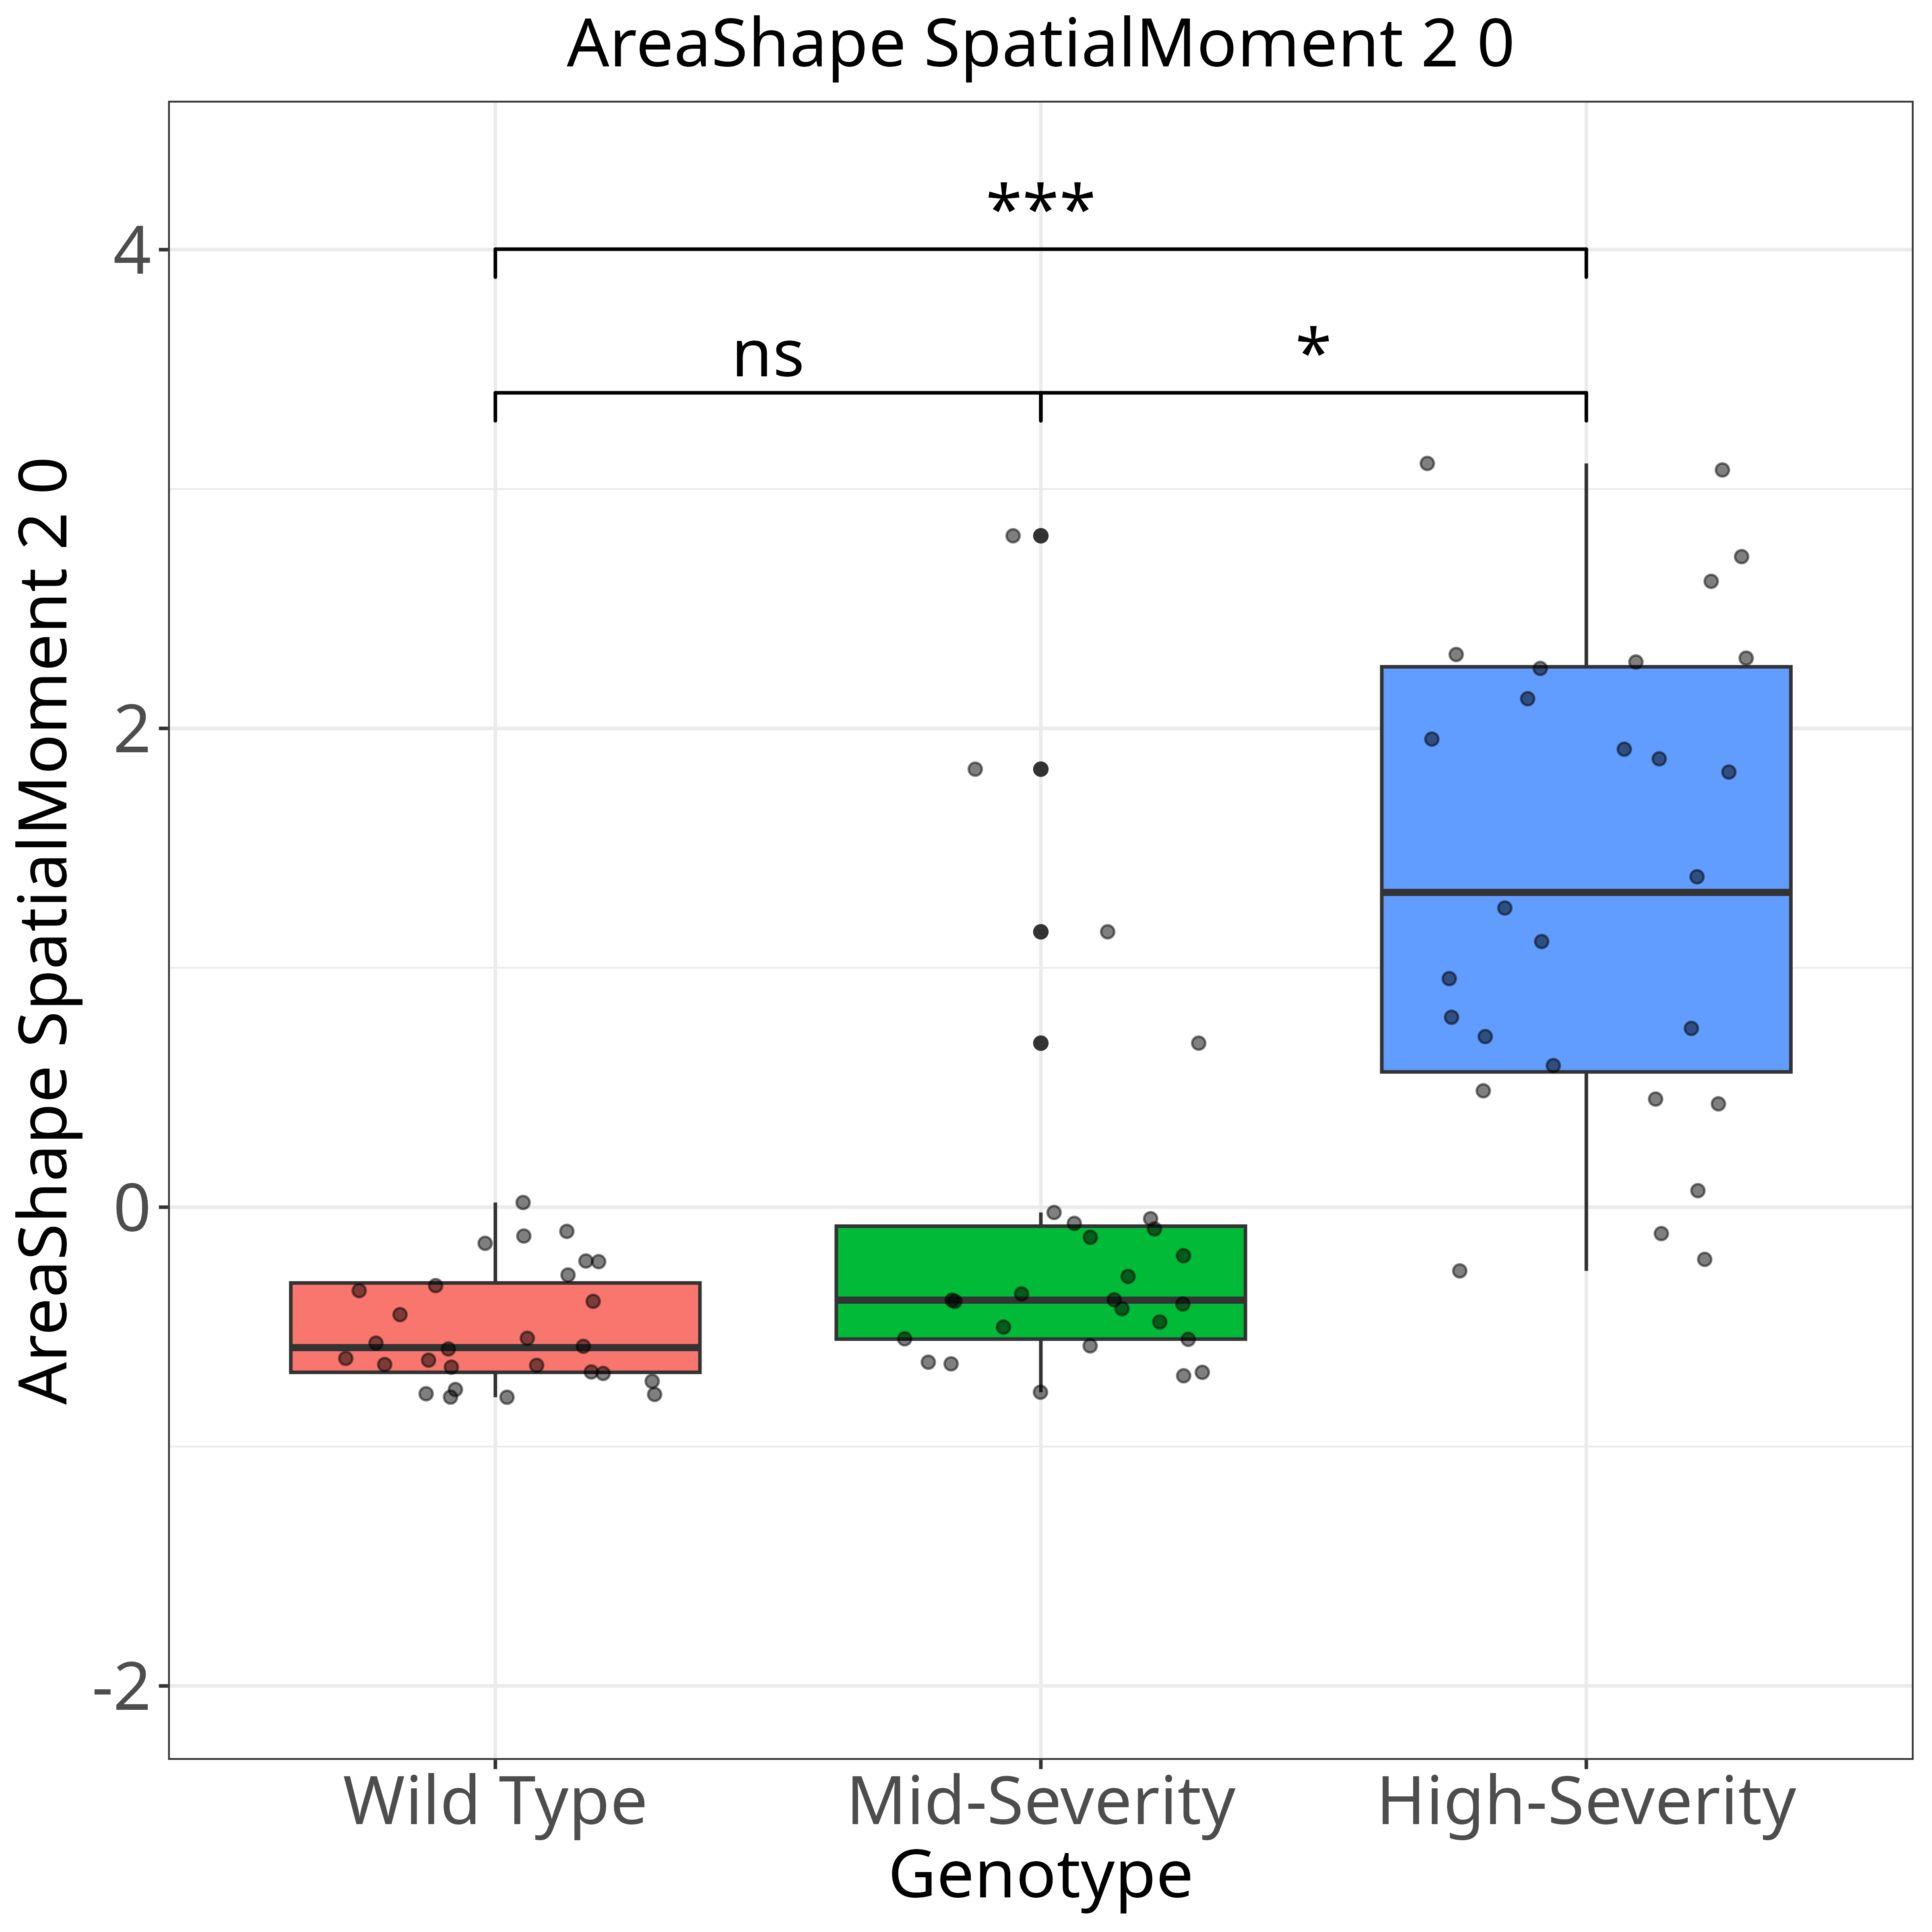 AreaShape SpatialMoment 2 0
***
ns
*
AreaShape SpatialMoment 2 0
4
2
0
-2
Wild Type
Mid-Severity
High-Severity
Genotype